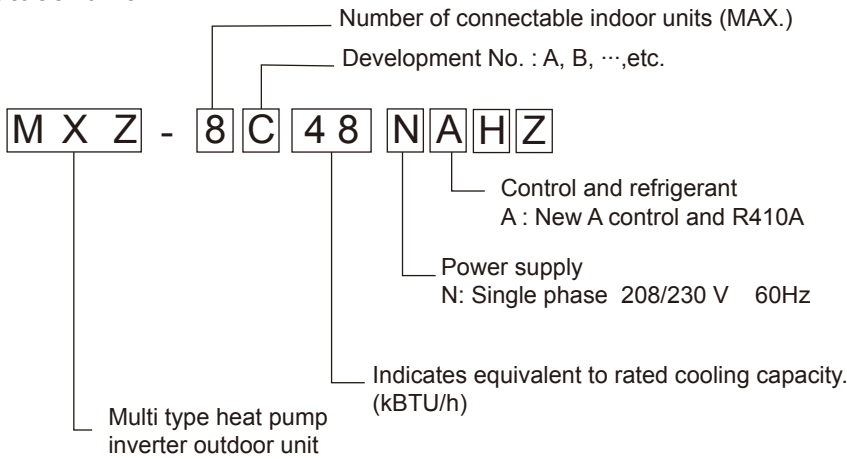 Number of connectable indoor units (MAX.)
Development No. : A, B, ···,etc.
M X Z - 8 C 4 8 N A H Z
Control and refrigerant
A : New A control and R410A
Power supply
N: Single phase 208/230 V 60Hz
Indicates equivalent to rated cooling capacity.
(kBTU/h)
Multi type heat pump
inverter outdoor unit